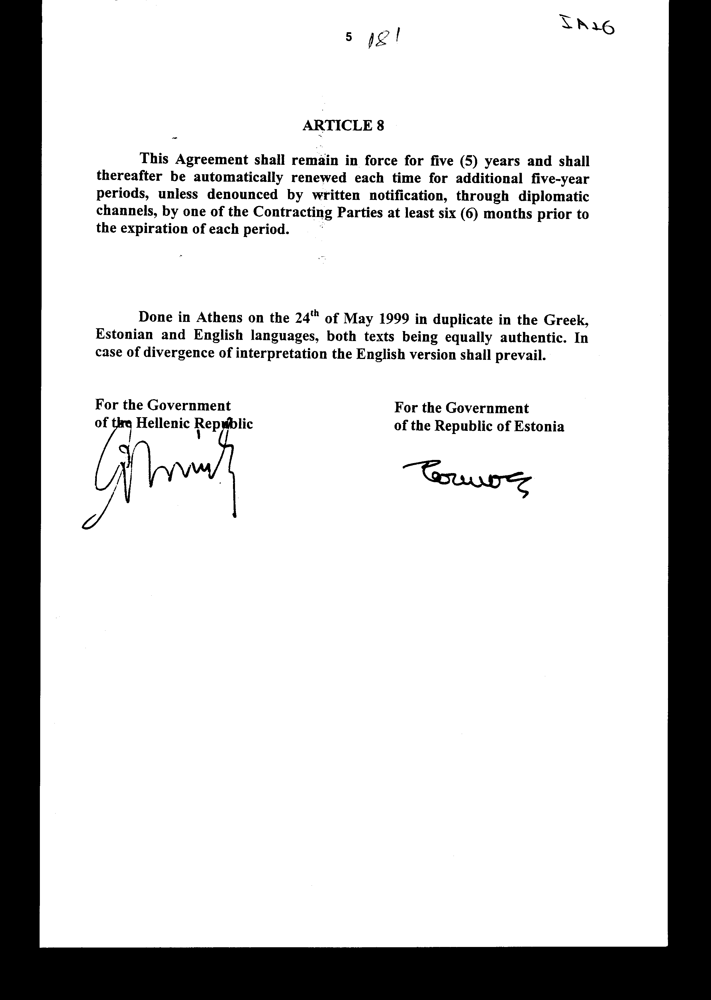 IA26
5 181
ARTICLE 8
This Agreement shall remain in force for five (5) years and shall
thereafter be automatically renewed each time for additional five-year
periods, unless denounced by written notification, through diplomatic
channels, by one of the Contracting Parties at least six (6) months prior to
the expiration of each period.
Done in Athens on the 24th of May 1999 in duplicate in the Greek,
Estonian and English languages, both texts being equally authentic. In
case of divergence of interpretation the English version shall prevail.
For the Government
of the Hellenic Republic
For the Government
of the Republic of Estonia